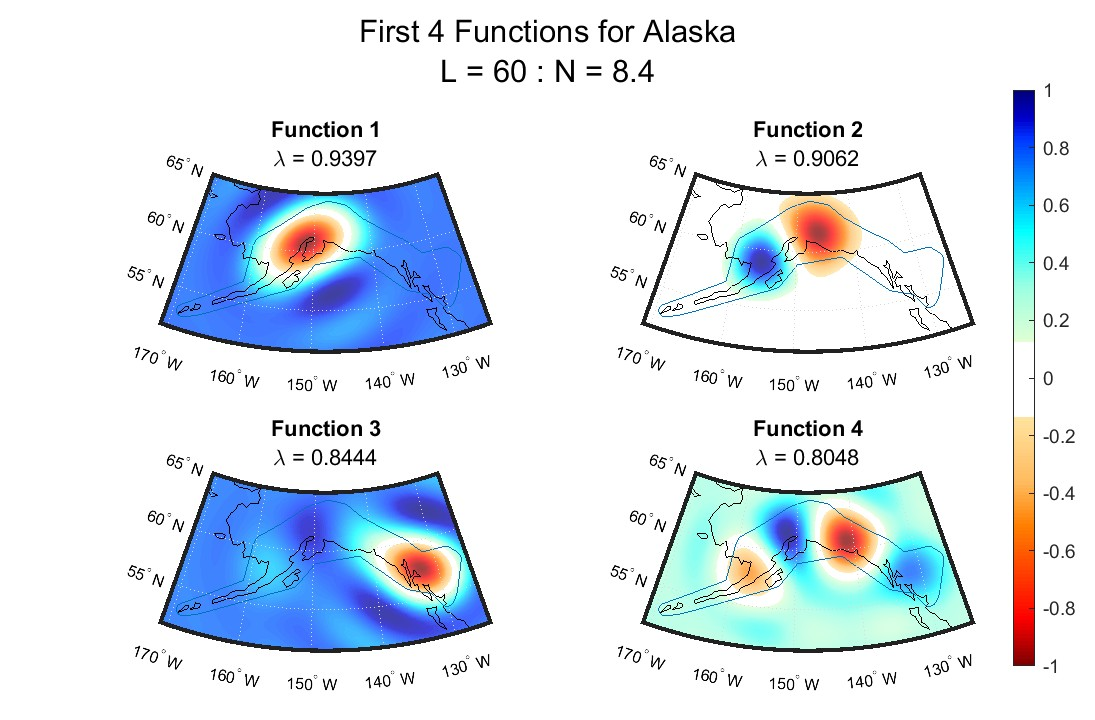 First 4 Functions for Alaska
L = 60 : N = 8.4
Function 1
λ = 0.9397
65°N
60°N
55°N
170°W
160°W
150°W
140°W
130°W
Function 2
λ = 0.9062
65°N
60°N
55°N
170°W
160°W
150°W
140°W
130°W
Function 3
λ = 0.8444
65°N
60°N
55°N
170°W
160°W
150°W
140°W
130°W
Function 4
λ = 0.8048
65°N
60°N
55°N
170°W
160°W
150°W
140°W
130°W
1
0.8
0.6
0.4
0.2
0
-0.2
-0.4
-0.6
-0.8
-1